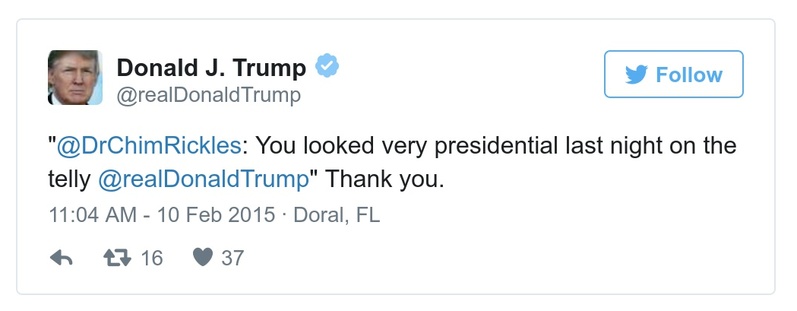 Donald J. Trump
@realDonaldTrump
Follow
"@DrChimRickles: You looked very presidential last night on the
telly @realDonaldTrump" Thank you.
11:04 AM - 10 Feb 2015 · Doral, FL
16 37